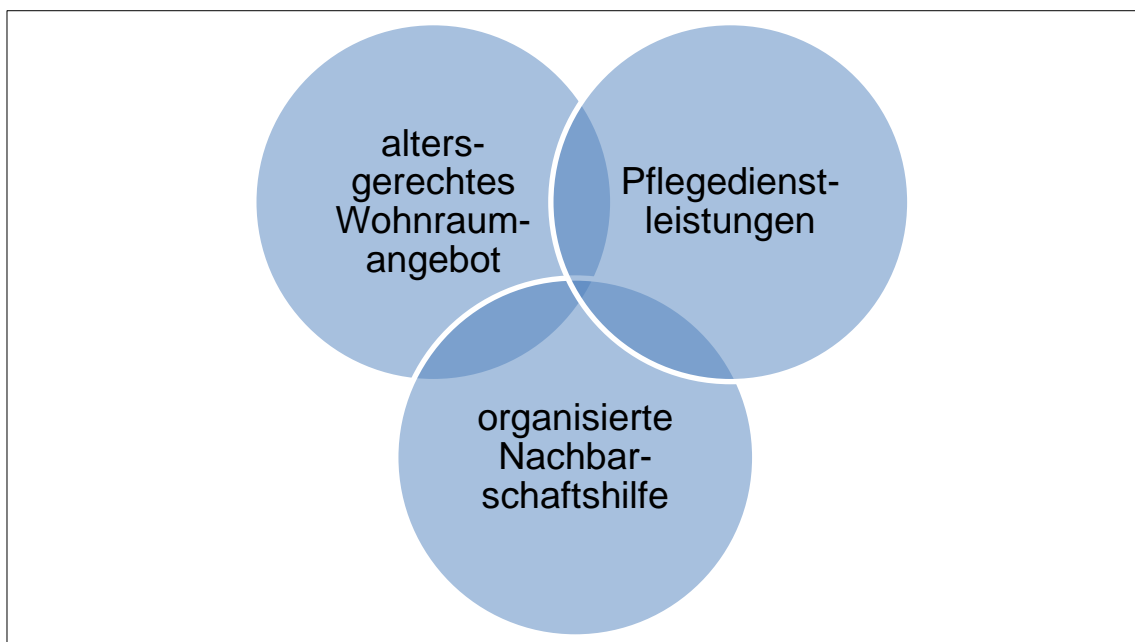 alters-
gerechtes
Wohnraum-
angebot
Pflegedienst-
leistungen
organisierte
Nachbar-
schaftshilfe